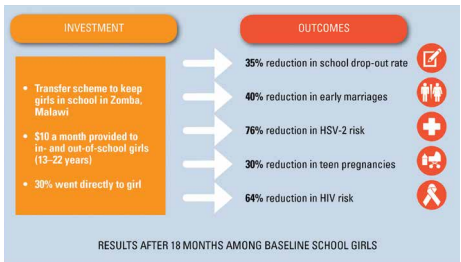 INVESTMENT
OUTCOMES
• Transfer scheme to keep
girls in school in Zomba,
Malawi
• $10 a month provided to
in- and out-of-school girls
(13–22 years)
• 30% went directly to girl
35% reduction in school drop-out rate
40% reduction in early marriages
76% reduction in HSV-2 risk
30% reduction in teen pregnancies
64% reduction in HIV risk
RESULTS AFTER 18 MONTHS AMONG BASELINE SCHOOL GIRLS